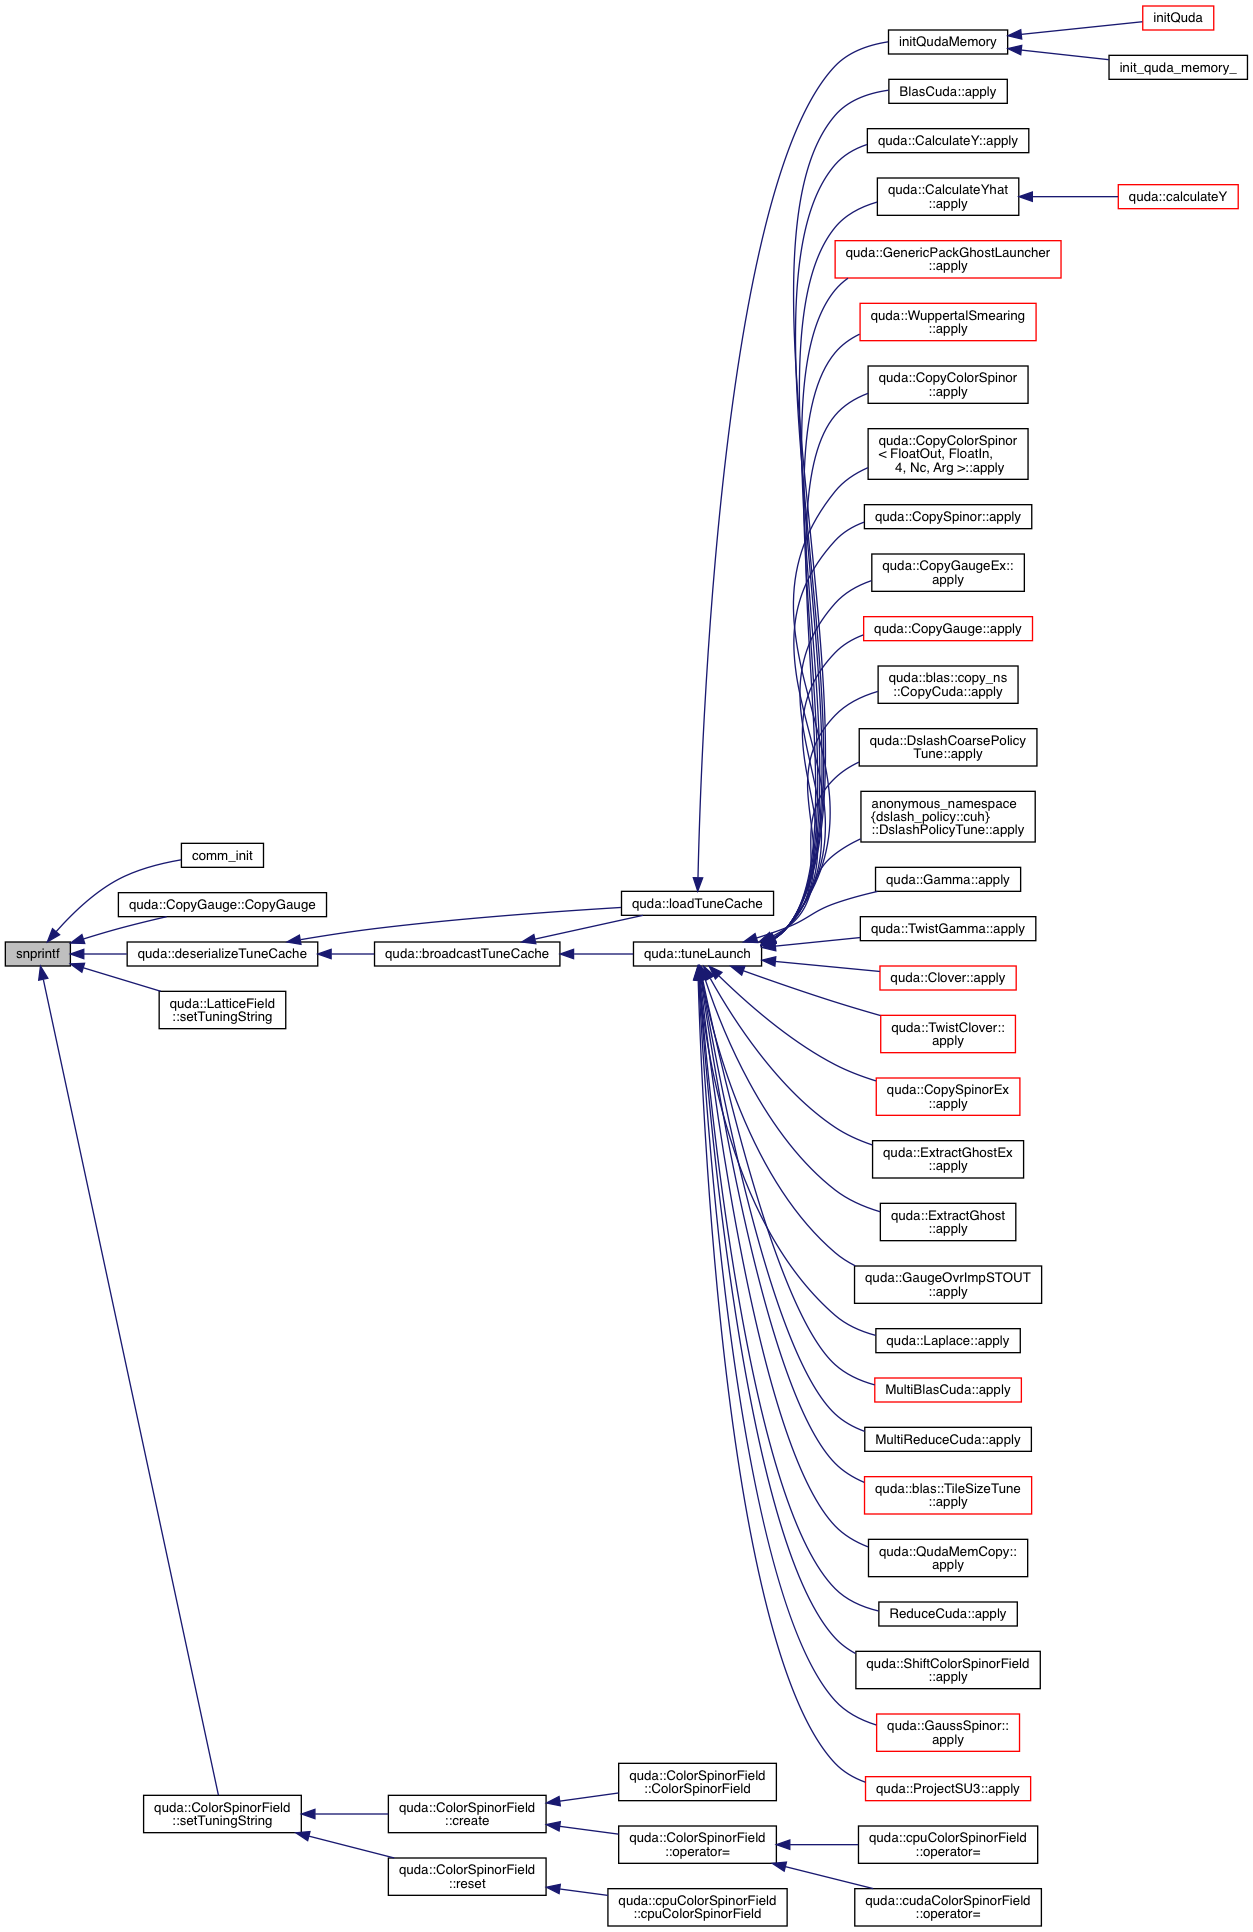 initQuda
initQudaMemory
init_quda_memory_
BlasCuda::apply
quda::CalculateY::apply
quda::CalculateYhat
::apply
quda::calculateY
quda::GenericPackGhostLauncher
::apply
quda::WuppertalSmearing
::apply
quda::CopyColorSpinor
::apply
quda::CopyColorSpinor
< FloatOut, FloatIn,
4, Nc, Arg >::apply
quda::CopySpinor::apply
quda::CopyGaugeEx::
apply
quda::CopyGauge::apply
quda::blas::copy_ns
::CopyCuda::apply
quda::DslashCoarsePolicy
Tune::apply
anonymous_namespace
{dslash_policy::cuh}
::DslashPolicyTune::apply
comm_init
quda::Gamma::apply
quda::CopyGauge::CopyGauge
quda::loadTuneCache
quda::TwistGamma::apply
snprintf
quda::deserializeTuneCache
quda::broadcastTuneCache
quda::tuneLaunch
quda::Clover::apply
quda::LatticeField
::setTuningString
quda::TwistClover::
apply
quda::CopySpinorEx
::apply
quda::ExtractGhostEx
::apply
quda::ExtractGhost
::apply
quda::GaugeOvrImpSTOUT
::apply
quda::Laplace::apply
MultiBlasCuda::apply
MultiReduceCuda::apply
quda::blas::TileSizeTune
::apply
quda::QudaMemCopy::
apply
ReduceCuda::apply
quda::ShiftColorSpinorField
::apply
quda::GaussSpinor::
apply
quda::ProjectSU3::apply
quda::ColorSpinorField
::ColorSpinorField
quda::ColorSpinorField
::setTuningString
quda::ColorSpinorField
::create
quda::ColorSpinorField
::operator=
quda::cpuColorSpinorField
::operator=
quda::ColorSpinorField
::reset
quda::cpuColorSpinorField
::cpuColorSpinorField
quda::cudaColorSpinorField
::operator=